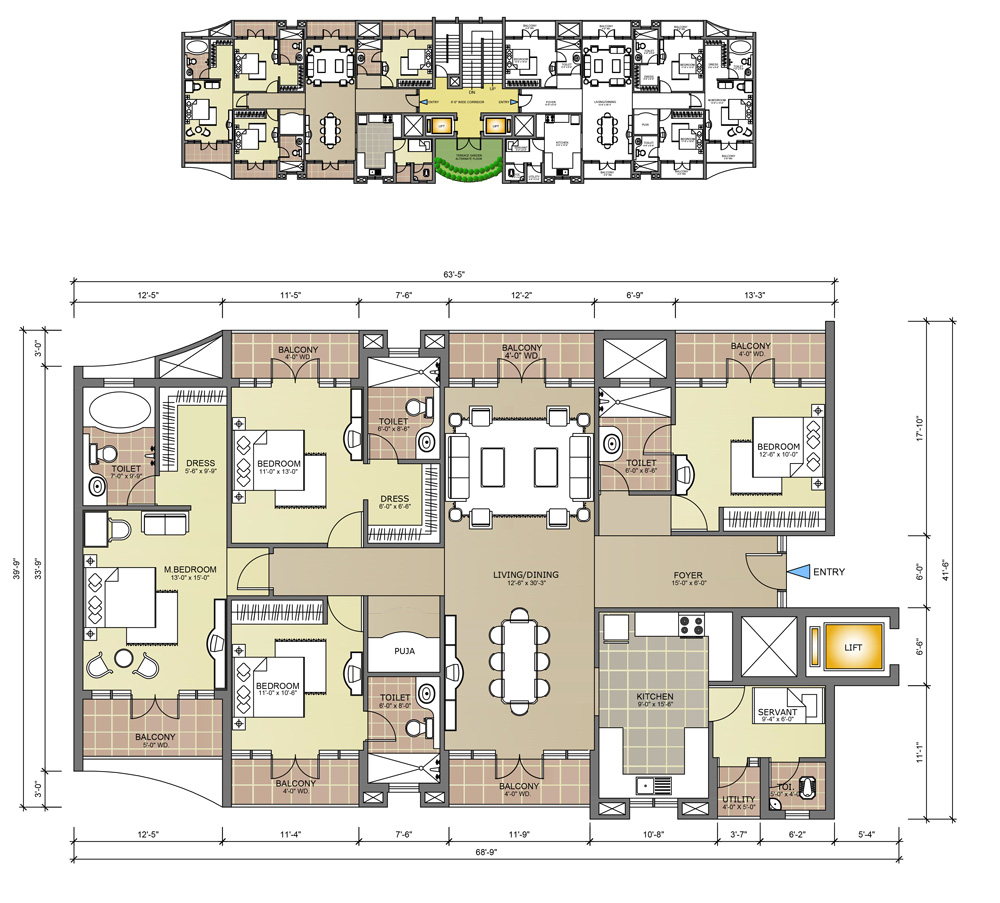 DN
UP
ENTRY
6'-0" WIDE CORRIDOR
ENTRY
LIFT
LIFT
TERRACE GARDEN
ALTERNATE FLOOR
63'-5"
12'-5"
11'-5"
7'-6"
12'-2"
6'-9"
13'-3"
3'-0"
33'-9"
3'-0"
39'-9"
17'-10"
6'-0"
6'-6"
11'-1"
41'-6"
BALCONY
4'-0" WD.
BALCONY
4'-0" WD.
BALCONY
4'-0" WD.
TOILET
7'-0" x 9'-9"
DRESS
5'-6" x 9'-9"
BEDROOM
11'-0" x 13'-0"
TOILET
6'-0" x 8'-6"
DRESS
6'-0" x 6'-6"
TOILET
6'-0" x 8'-6"
BEDROOM
12'-6" x 10'-0"
M.BEDROOM
13'-0" x 15'-0"
LIVING/DINING
12'-6" x 30'-3"
FOYER
15'-0" x 6'-0"
ENTRY
PUJA
LIFT
BEDROOM
11'-0" x 10'-6"
TOILET
6'-0" x 8'-0"
KITCHEN
9'-0" x 15'-6"
SERVANT
9'-4" x 6'-0"
BALCONY
5'-0" WD.
BALCONY
4'-0" WD.
BALCONY
4'-0" WD.
UTILITY
4'-0" X 5'-0"
TOI.
12'-5"
11'-4"
7'-6"
11'-9"
10'-8"
3'-7"
6'-2"
5'-4"
68'-9"